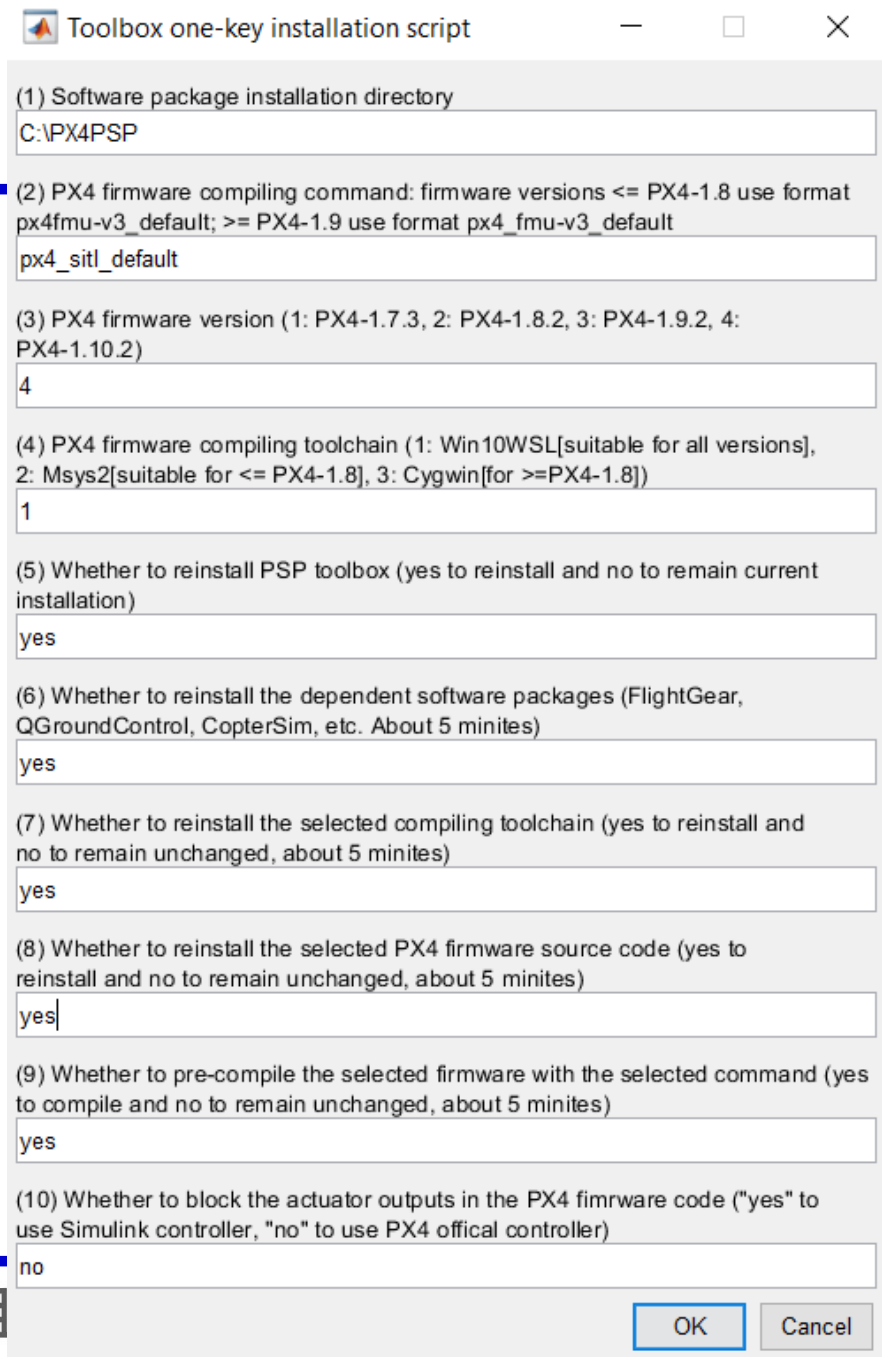 Toolbox one-key installation script
(1) Software package installation directory
C:\PX4PSP
(2) PX4 firmware compiling command: firmware versions <= PX4-1.8 use format
px4fmu-v3_default; >= PX4-1.9 use format px4_fmu-v3_default
px4_sitl_default
(3) PX4 firmware version (1: PX4-1.7.3, 2: PX4-1.8.2, 3: PX4-1.9.2, 4:
PX4-1.10.2)
4
(4) PX4 firmware compiling toolchain (1: Win10WSL[suitable for all versions],
2: Msys2[suitable for <= PX4-1.8], 3: Cygwin[for >=PX4-1.8])
1
(5) Whether to reinstall PSP toolbox (yes to reinstall and no to remain current
installation)
yes
(6) Whether to reinstall the dependent software packages (FlightGear,
QGroundControl, CopterSim, etc. About 5 minites)
yes
(7) Whether to reinstall the selected compiling toolchain (yes to reinstall and
no to remain unchanged, about 5 minites)
yes
(8) Whether to reinstall the selected PX4 firmware source code (yes to
reinstall and no to remain unchanged, about 5 minites)
yes
(9) Whether to pre-compile the selected firmware with the selected command (yes
to compile and no to remain unchanged, about 5 minites)
yes
(10) Whether to block the actuator outputs in the PX4 fimrware code ("yes" to
use Simulink controller, "no" to use PX4 offical controller)
no
OK Cancel